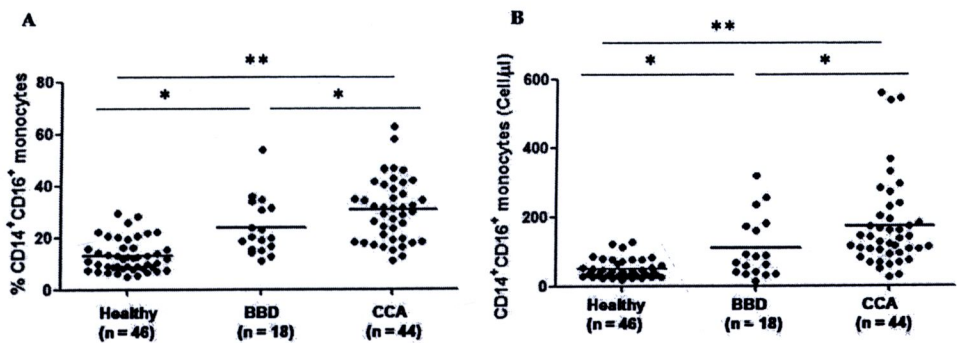 A
**
*
*
% CD14+CD16+ monocytes
80
60
40
20
0
Healthy
(n = 46)
BBD
(n = 18)
CCA
(n = 44)
B
**
*
*
CD14+CD16+ monocytes (Cell/µl)
600
400
200
0
Healthy
(n = 46)
BBD
(n = 18)
CCA
(n = 44)